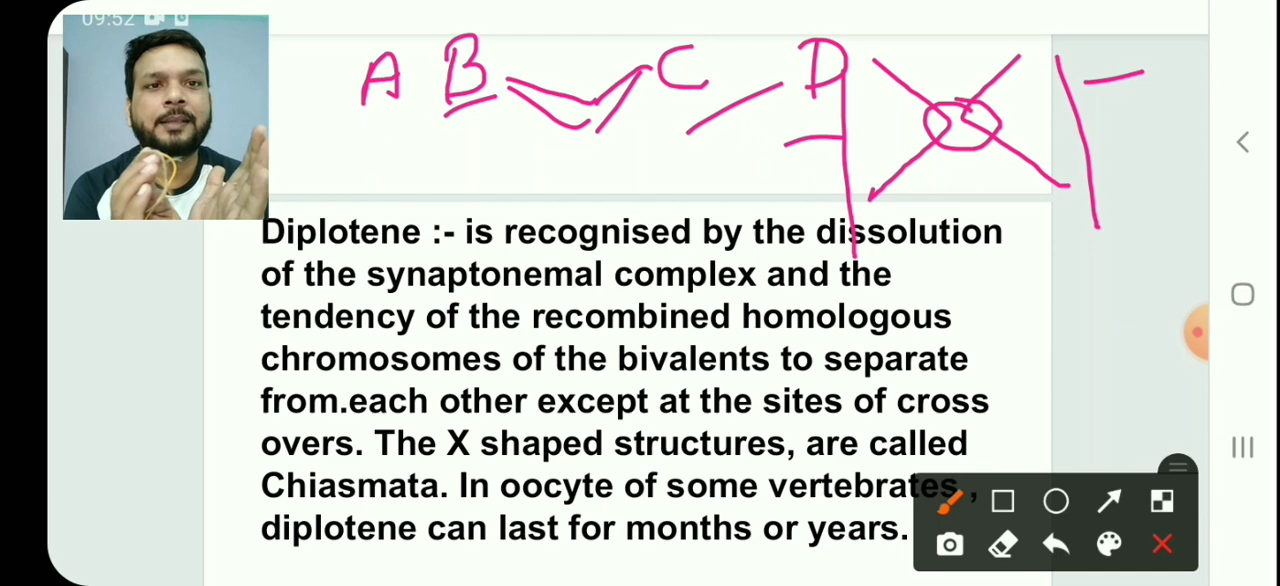 09:52
A B C D
Diplotene :- is recognised by the dissolution
of the synaptonemal complex and the
tendency of the recombined homologous
chromosomes of the bivalents to separate
from.each other except at the sites of cross
overs. The X shaped structures, are called
Chiasmata. In oocyte of some vertebrates ,
diplotene can last for months or years.